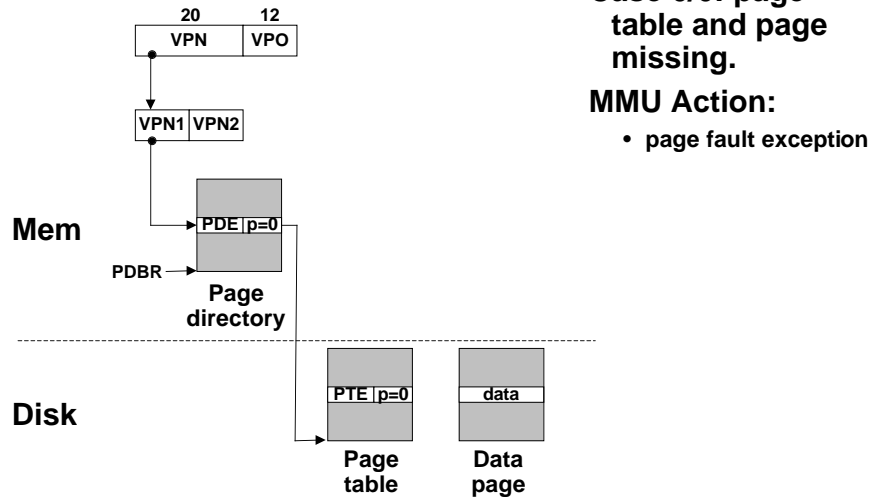 20 12
VPN VPO
VPN1 VPN2
Mem
PDE p=0
PDBR
Page
directory
Disk
PTE p=0
data
Page
table
Data
page
page
table and page
missing.
MMU Action:
• page fault exception